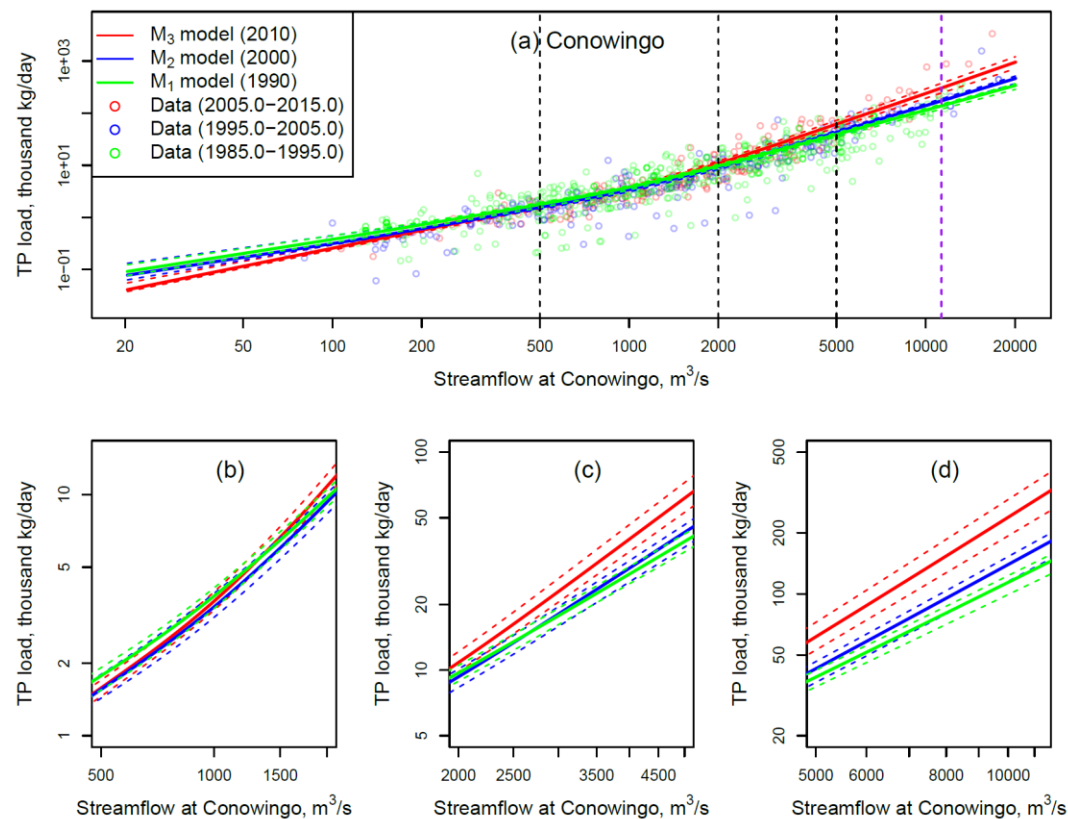 (a) Conowingo
M3 model (2010)
M2 model (2000)
M1 model (1990)
Data (2005.0−2015.0)
Data (1995.0−2005.0)
Data (1985.0−1995.0)
TP load, thousand kg/day
1e+03
1e+01
1e−01
20 50 100 200 500 1000 2000 5000 10000 20000
Streamflow at Conowingo, m³/s
(b)
TP load, thousand kg/day
10
5
2
1
500 1000 1500
Streamflow at Conowingo, m³/s
(c)
TP load, thousand kg/day
100
50
20
10
5
2000 2500 3500 4500
Streamflow at Conowingo, m³/s
(d)
TP load, thousand kg/day
500
200
100
50
20
5000 6000 8000 10000
Streamflow at Conowingo, m³/s